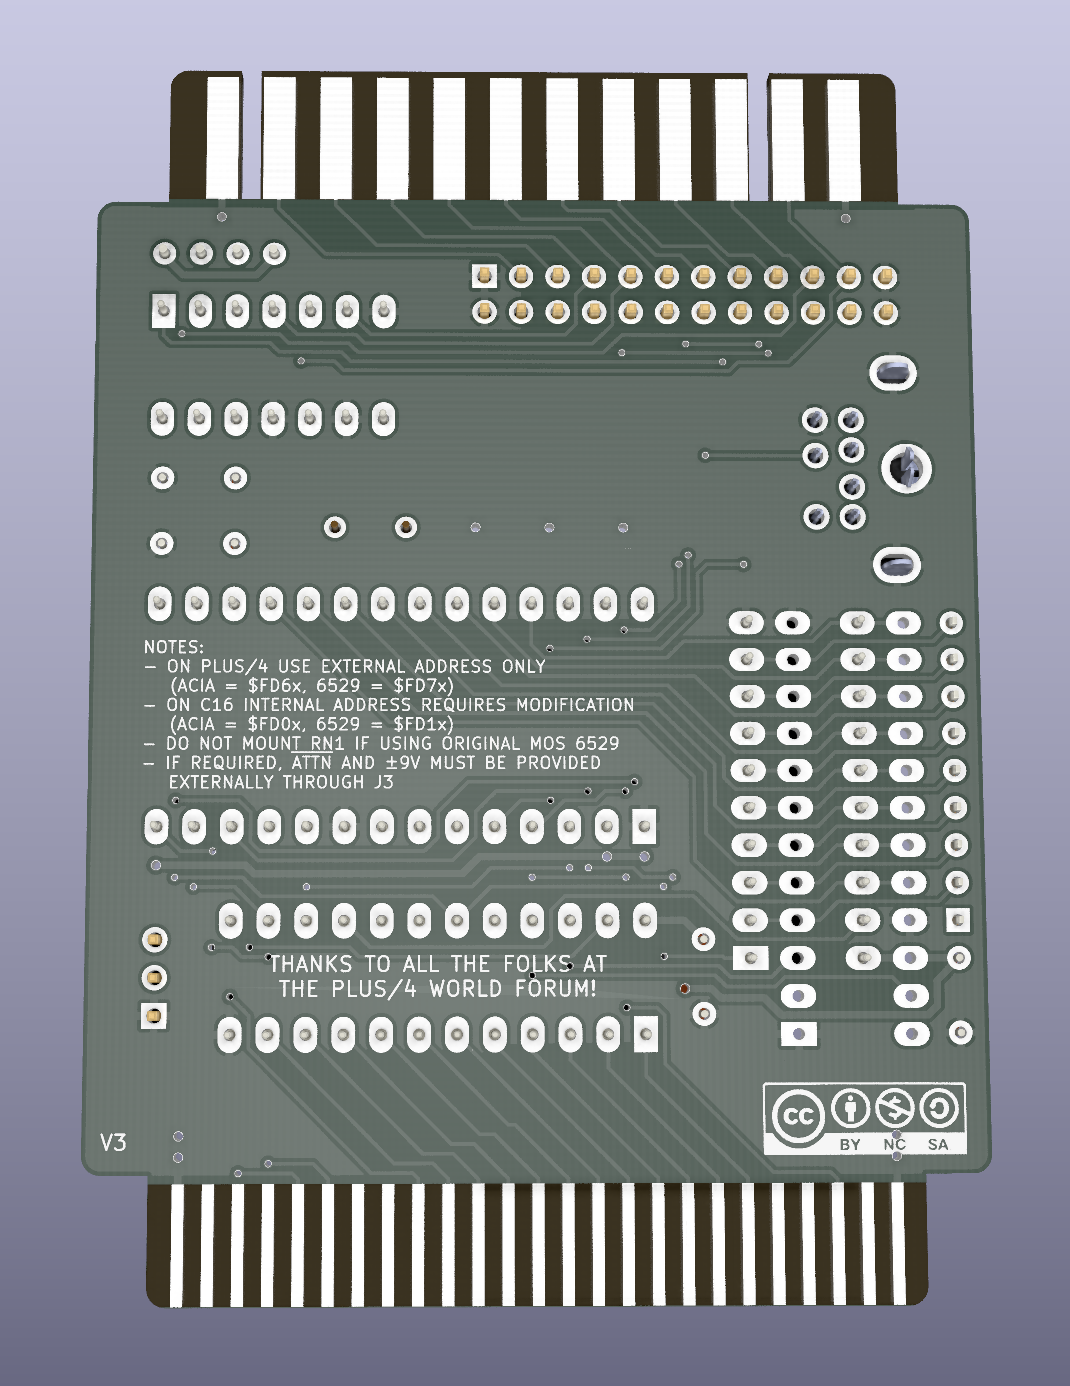 NOTES:
— ON PLUS/4 USE EXTERNAL ADDRESS ONLY
(ACIA = $FD6x, 6529 = $FD7x)
— ON C16 INTERNAL ADDRESS REQUIRES MODIFICATION
(ACIA = $FD0x, 6529 = $FD1x)
— DO NOT MOUNT RN1 IF USING ORIGINAL MOS 6529
— IF REQUIRED, ATTN AND ±9V MUST BE PROVIDED
EXTERNALLY THROUGH J3
THANKS TO ALL THE FOLKS AT
THE PLUS/4 WORLD FORUM!
V3
cc
BY NC SA